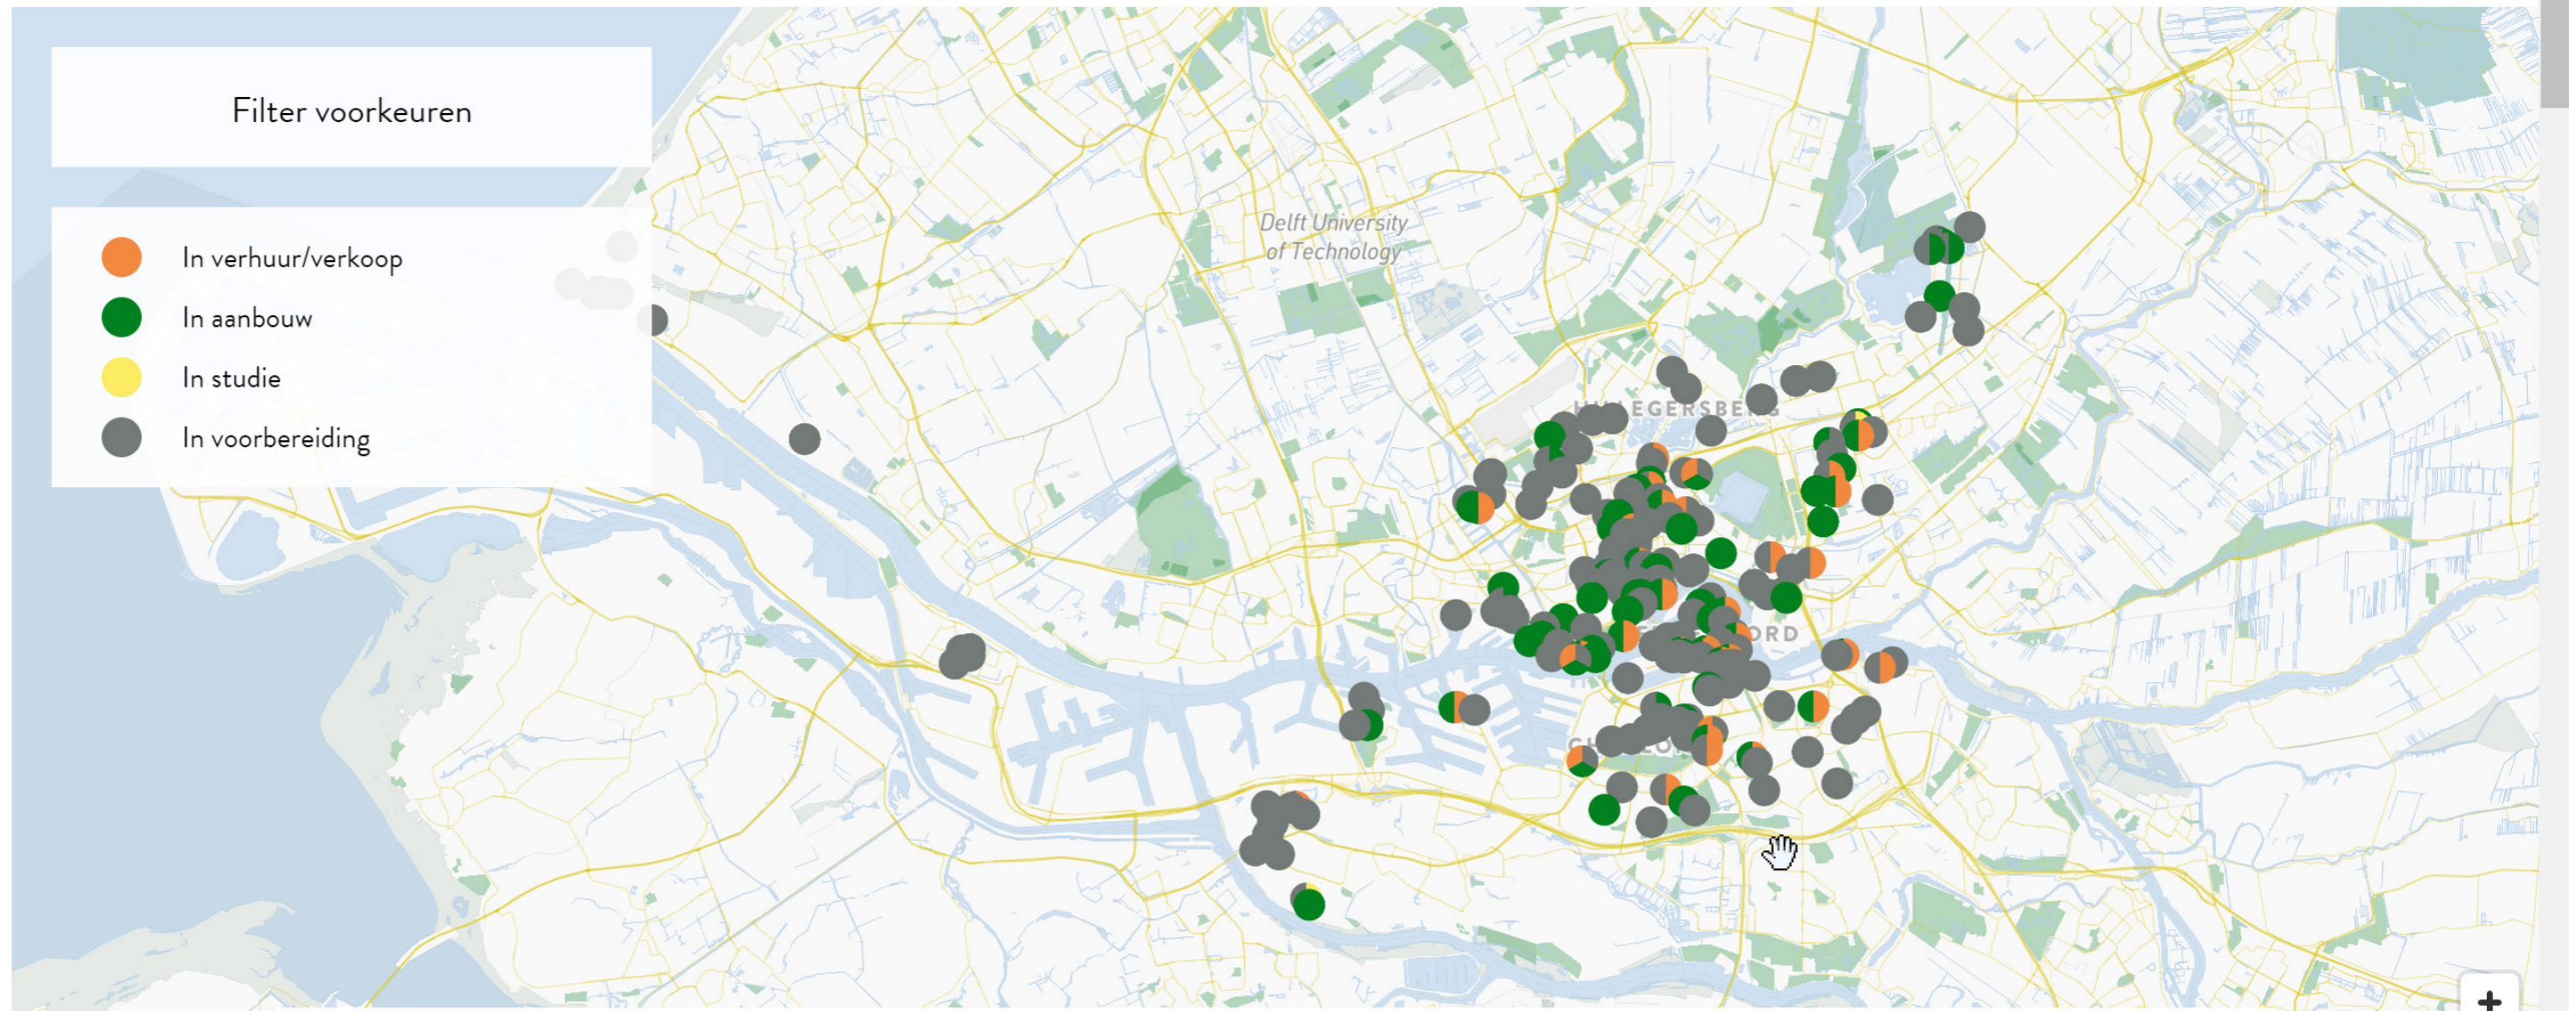 Filter voorkeuren
In verhuur/verkoop
In aanbouw
In studie
In voorbereiding
Delft University
of Technology
+